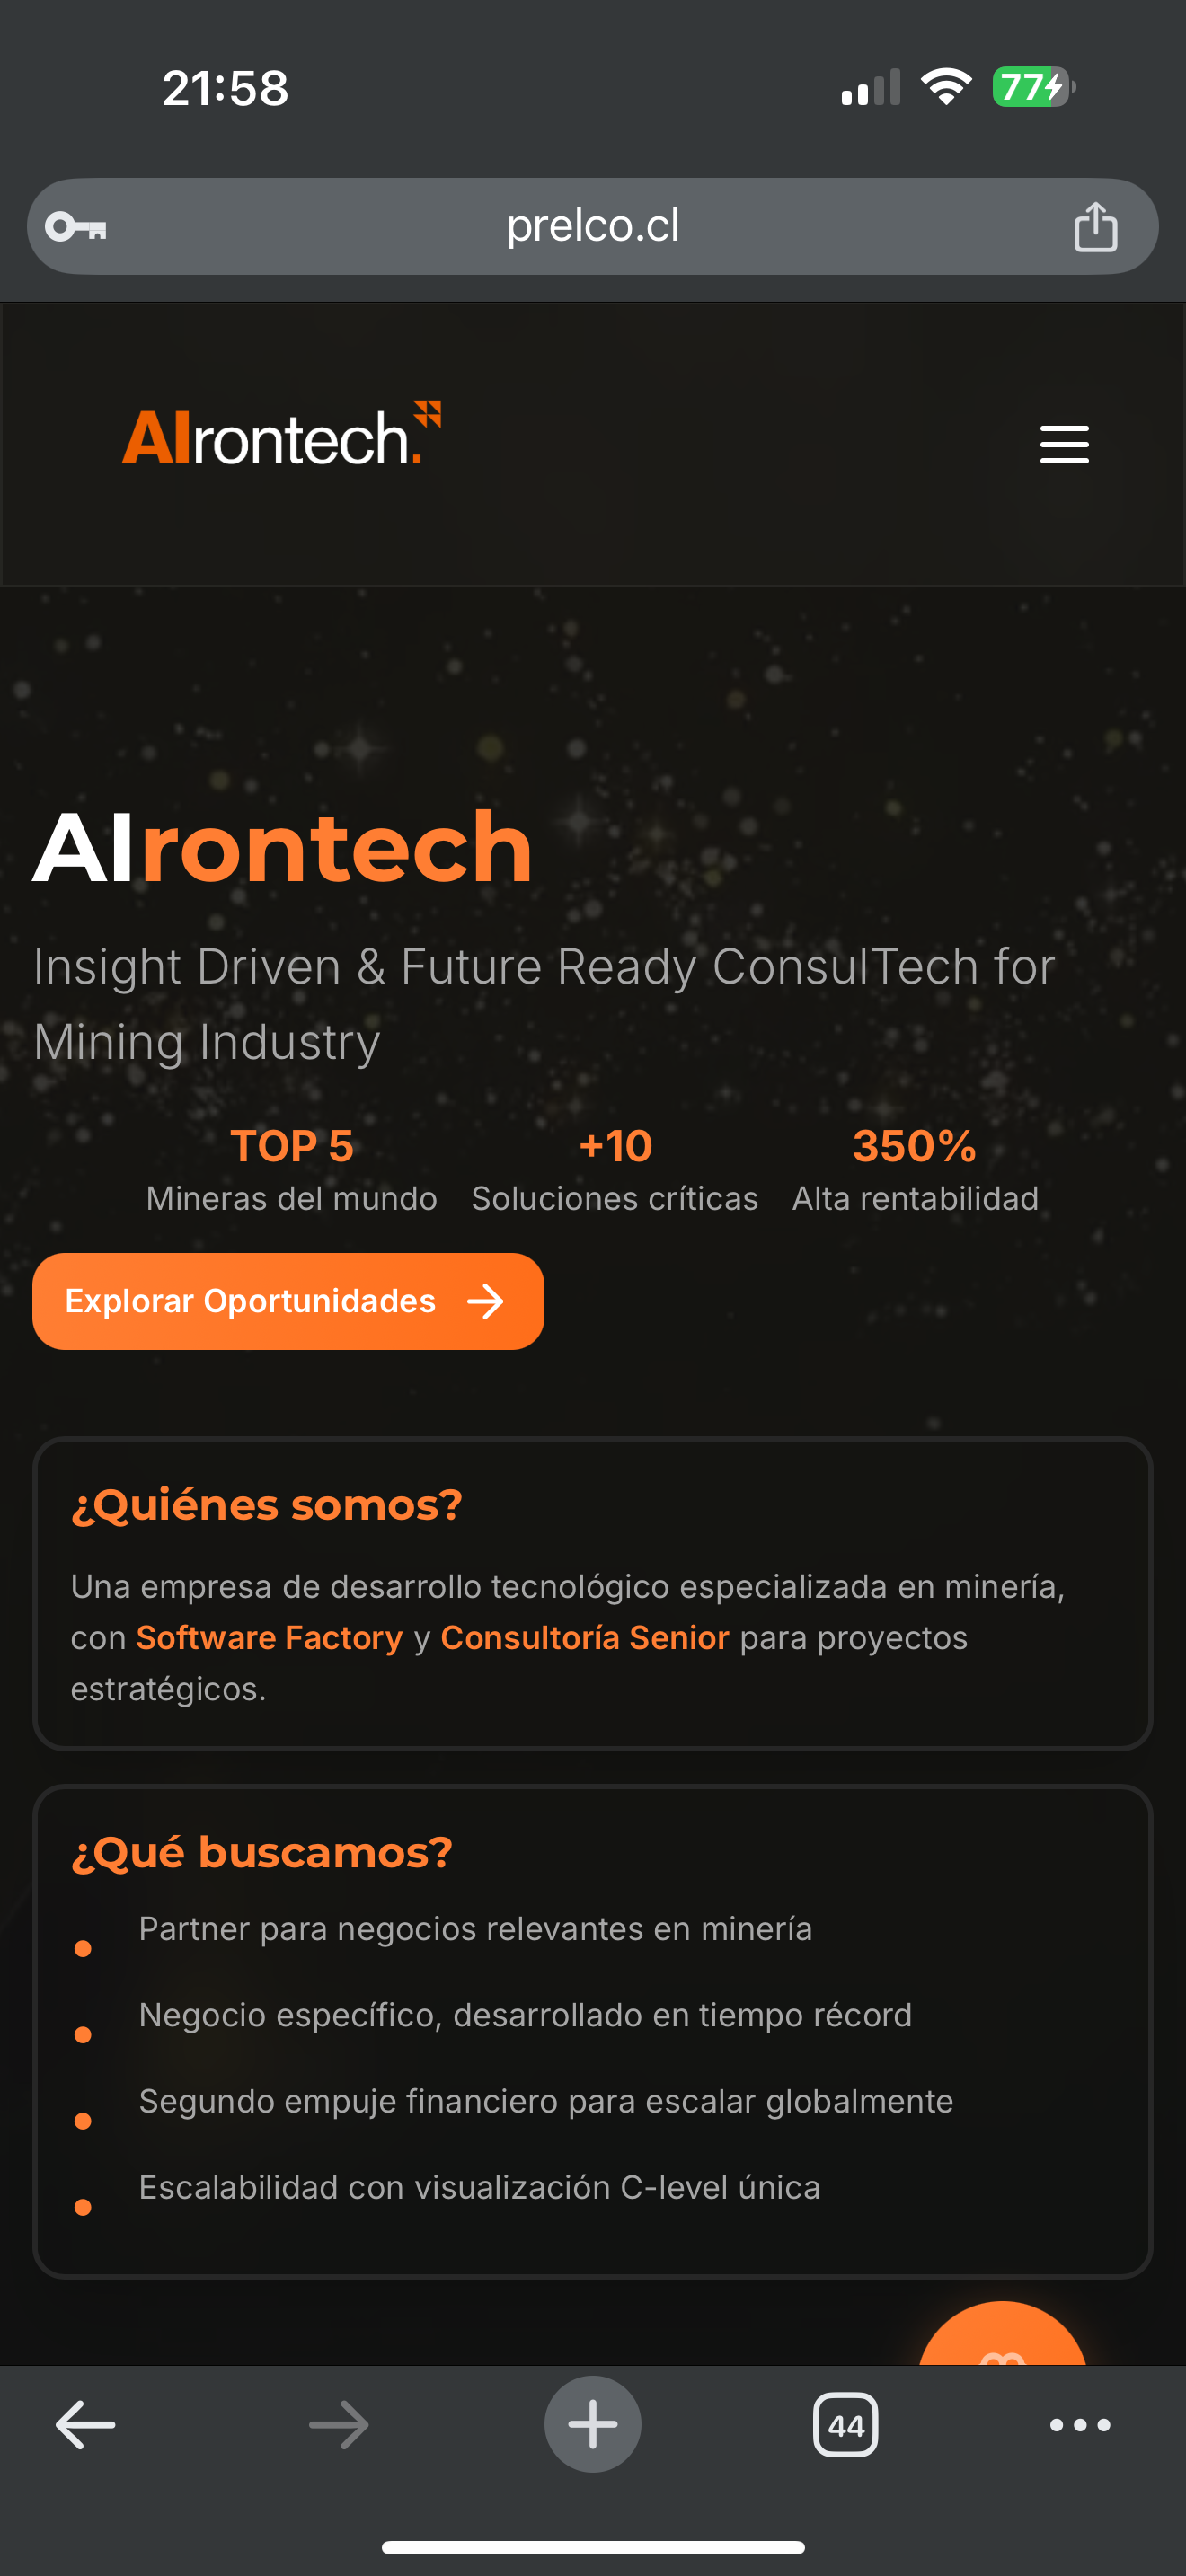 21:58
77
prelco.cl
AIrontech.
AIrontech
Insight Driven & Future Ready ConsulTech for
Mining Industry
TOP 5 +10 350%
Mineras del mundo Soluciones críticas Alta rentabilidad
Explorar Oportunidades
¿Quiénes somos?
Una empresa de desarrollo tecnológico especializada en minería,
con Software Factory y Consultoría Senior para proyectos
estratégicos.
¿Qué buscamos?
Partner para negocios relevantes en minería
Negocio específico, desarrollado en tiempo récord
Segundo empuje financiero para escalar globalmente
Escalabilidad con visualización C-level única
44